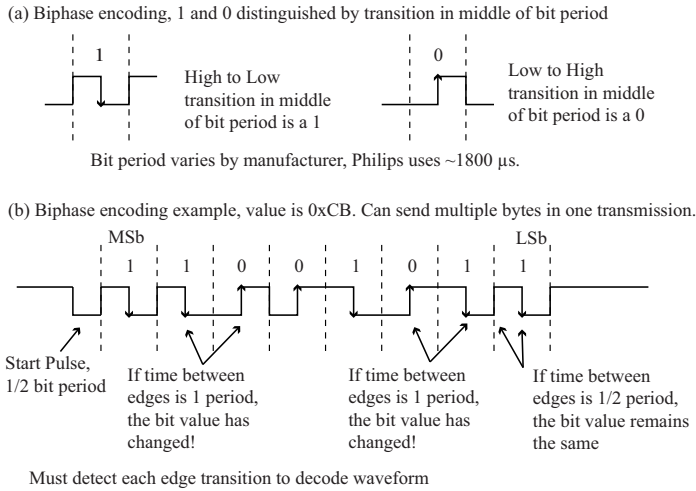 (a) Biphase encoding, 1 and 0 distinguished by transition in middle of bit period
1
High to Low
transition in middle
of bit period is a 1
0
Low to High
transition in middle
of bit period is a 0
Bit period varies by manufacturer, Philips uses ~1800 µs.
(b) Biphase encoding example, value is 0xCB. Can send multiple bytes in one transmission.
MSb LSb
1 1 0 0 1 0 1 1
Start Pulse,
1/2 bit period
If time between
edges is 1 period,
the bit value has
changed!
If time between
edges is 1 period,
the bit value has
changed!
If time between
edges is 1/2 period,
the bit value remains
the same
Must detect each edge transition to decode waveform